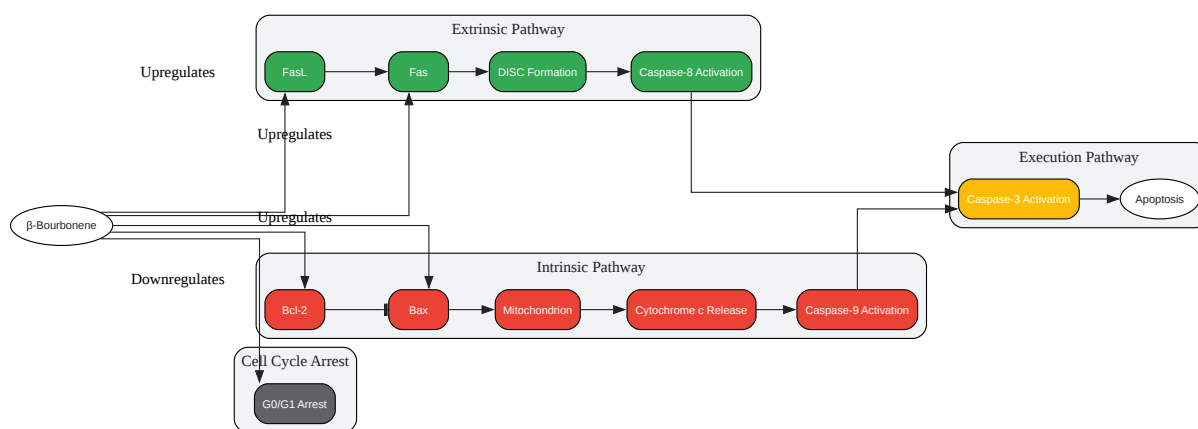 Extrinsic Pathway
Upregulates
FasL
Fas
DISC Formation
Caspase-8 Activation
Upregulates
Execution Pathway
Caspase-3 Activation
Apoptosis
β-Bourbonene
Upregulates
Downregulates
Intrinsic Pathway
Bcl-2
Bax
Mitochondrion
Cytochrome c Release
Caspase-9 Activation
Cell Cycle Arrest
G0/G1 Arrest